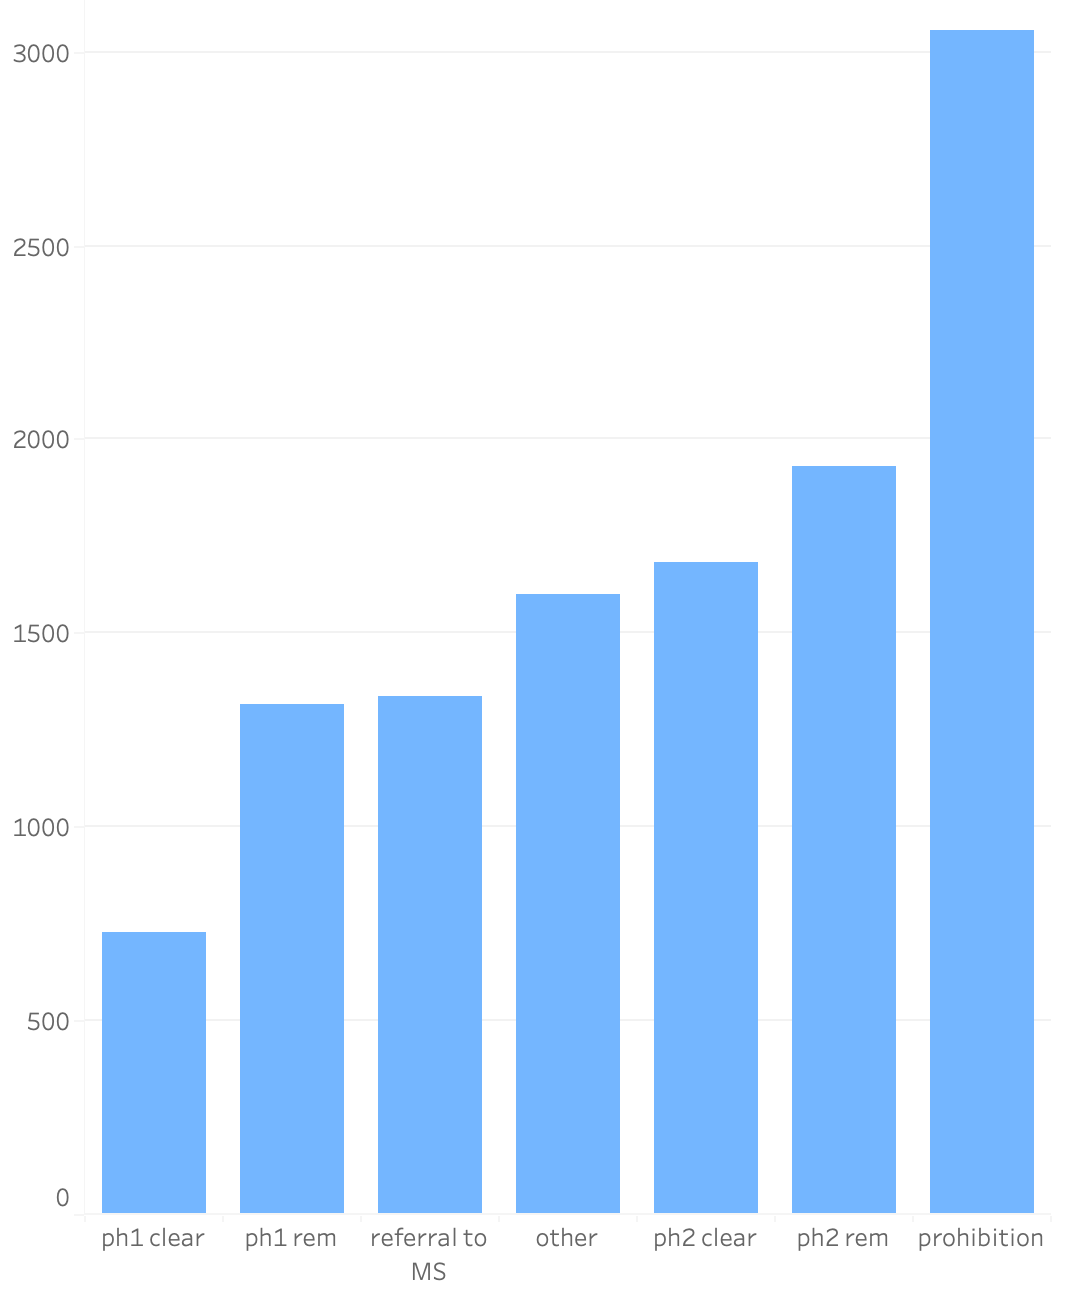 3000
2500
2000
1500
1000
500
0
ph1 clear
ph1 rem
referral to
MS
other
ph2 clear
ph2 rem
prohibition